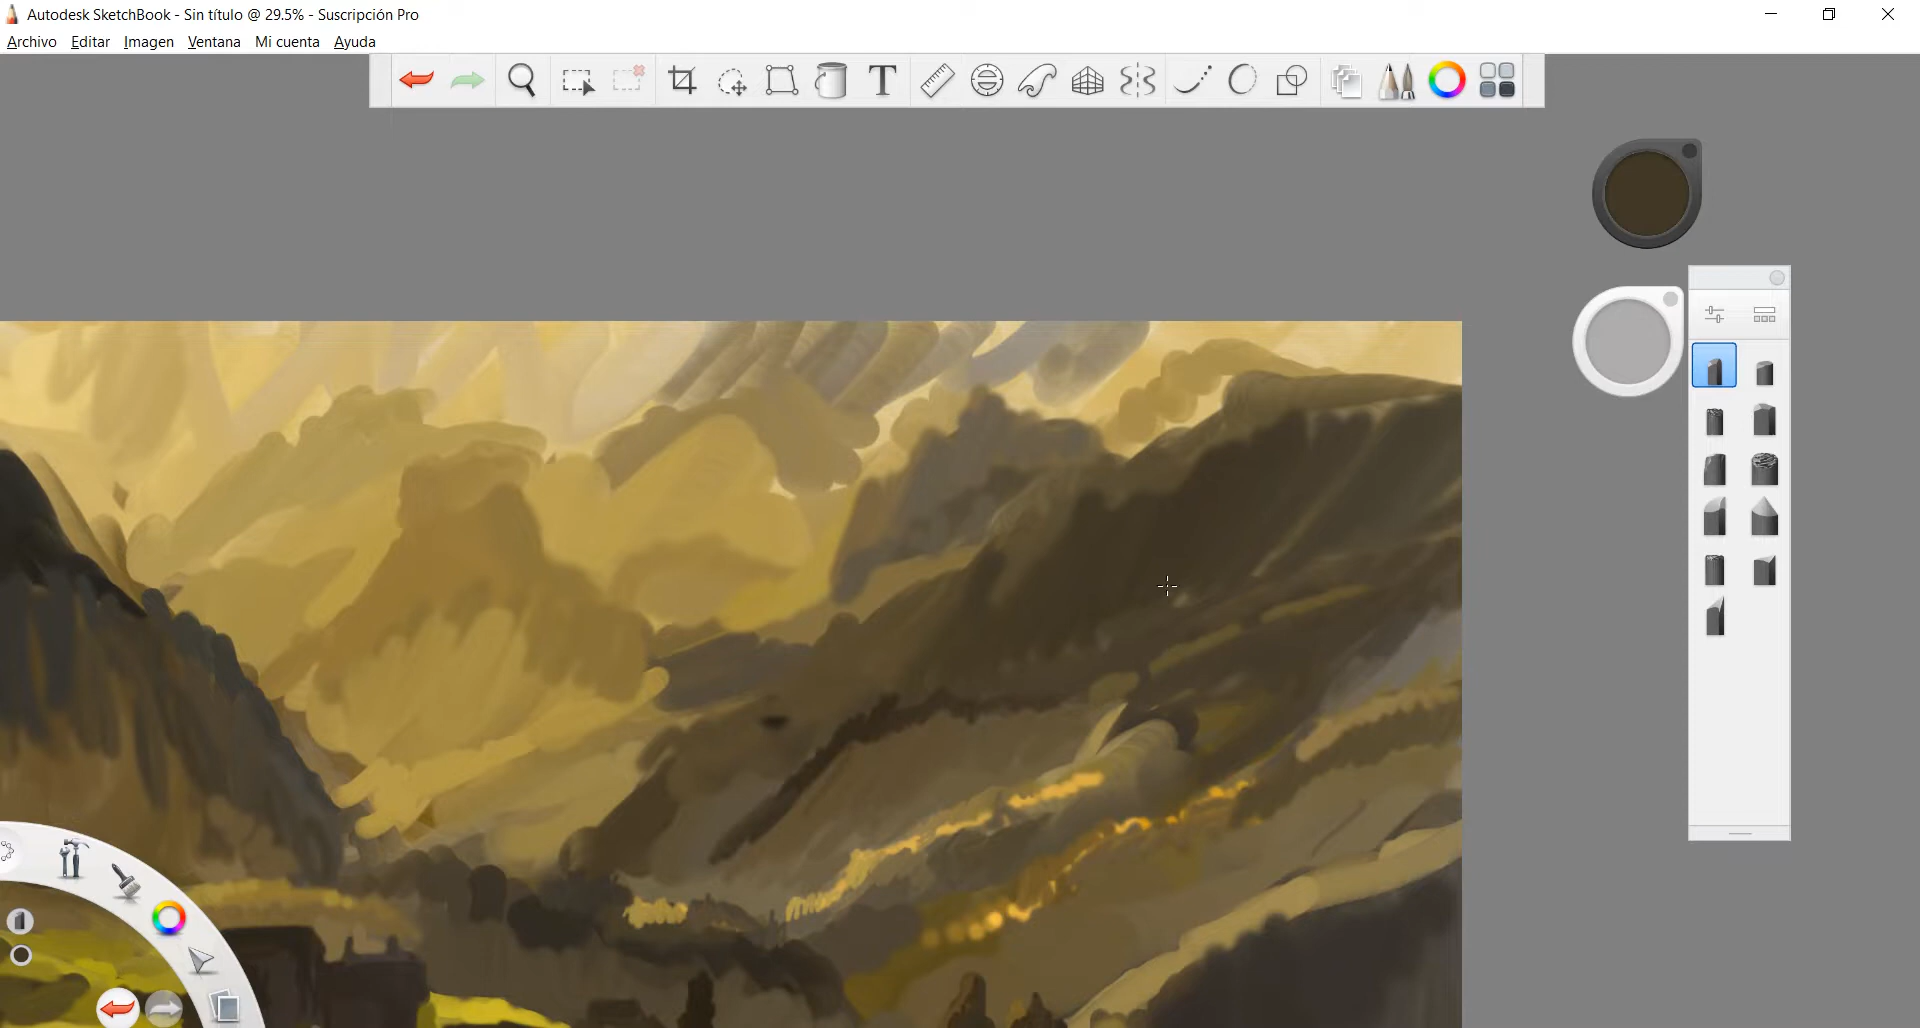 Autodesk SketchBook - Sin título @ 29.5% - Suscripción Pro
Archivo Editar Imagen Ventana Mi cuenta Ayuda
T